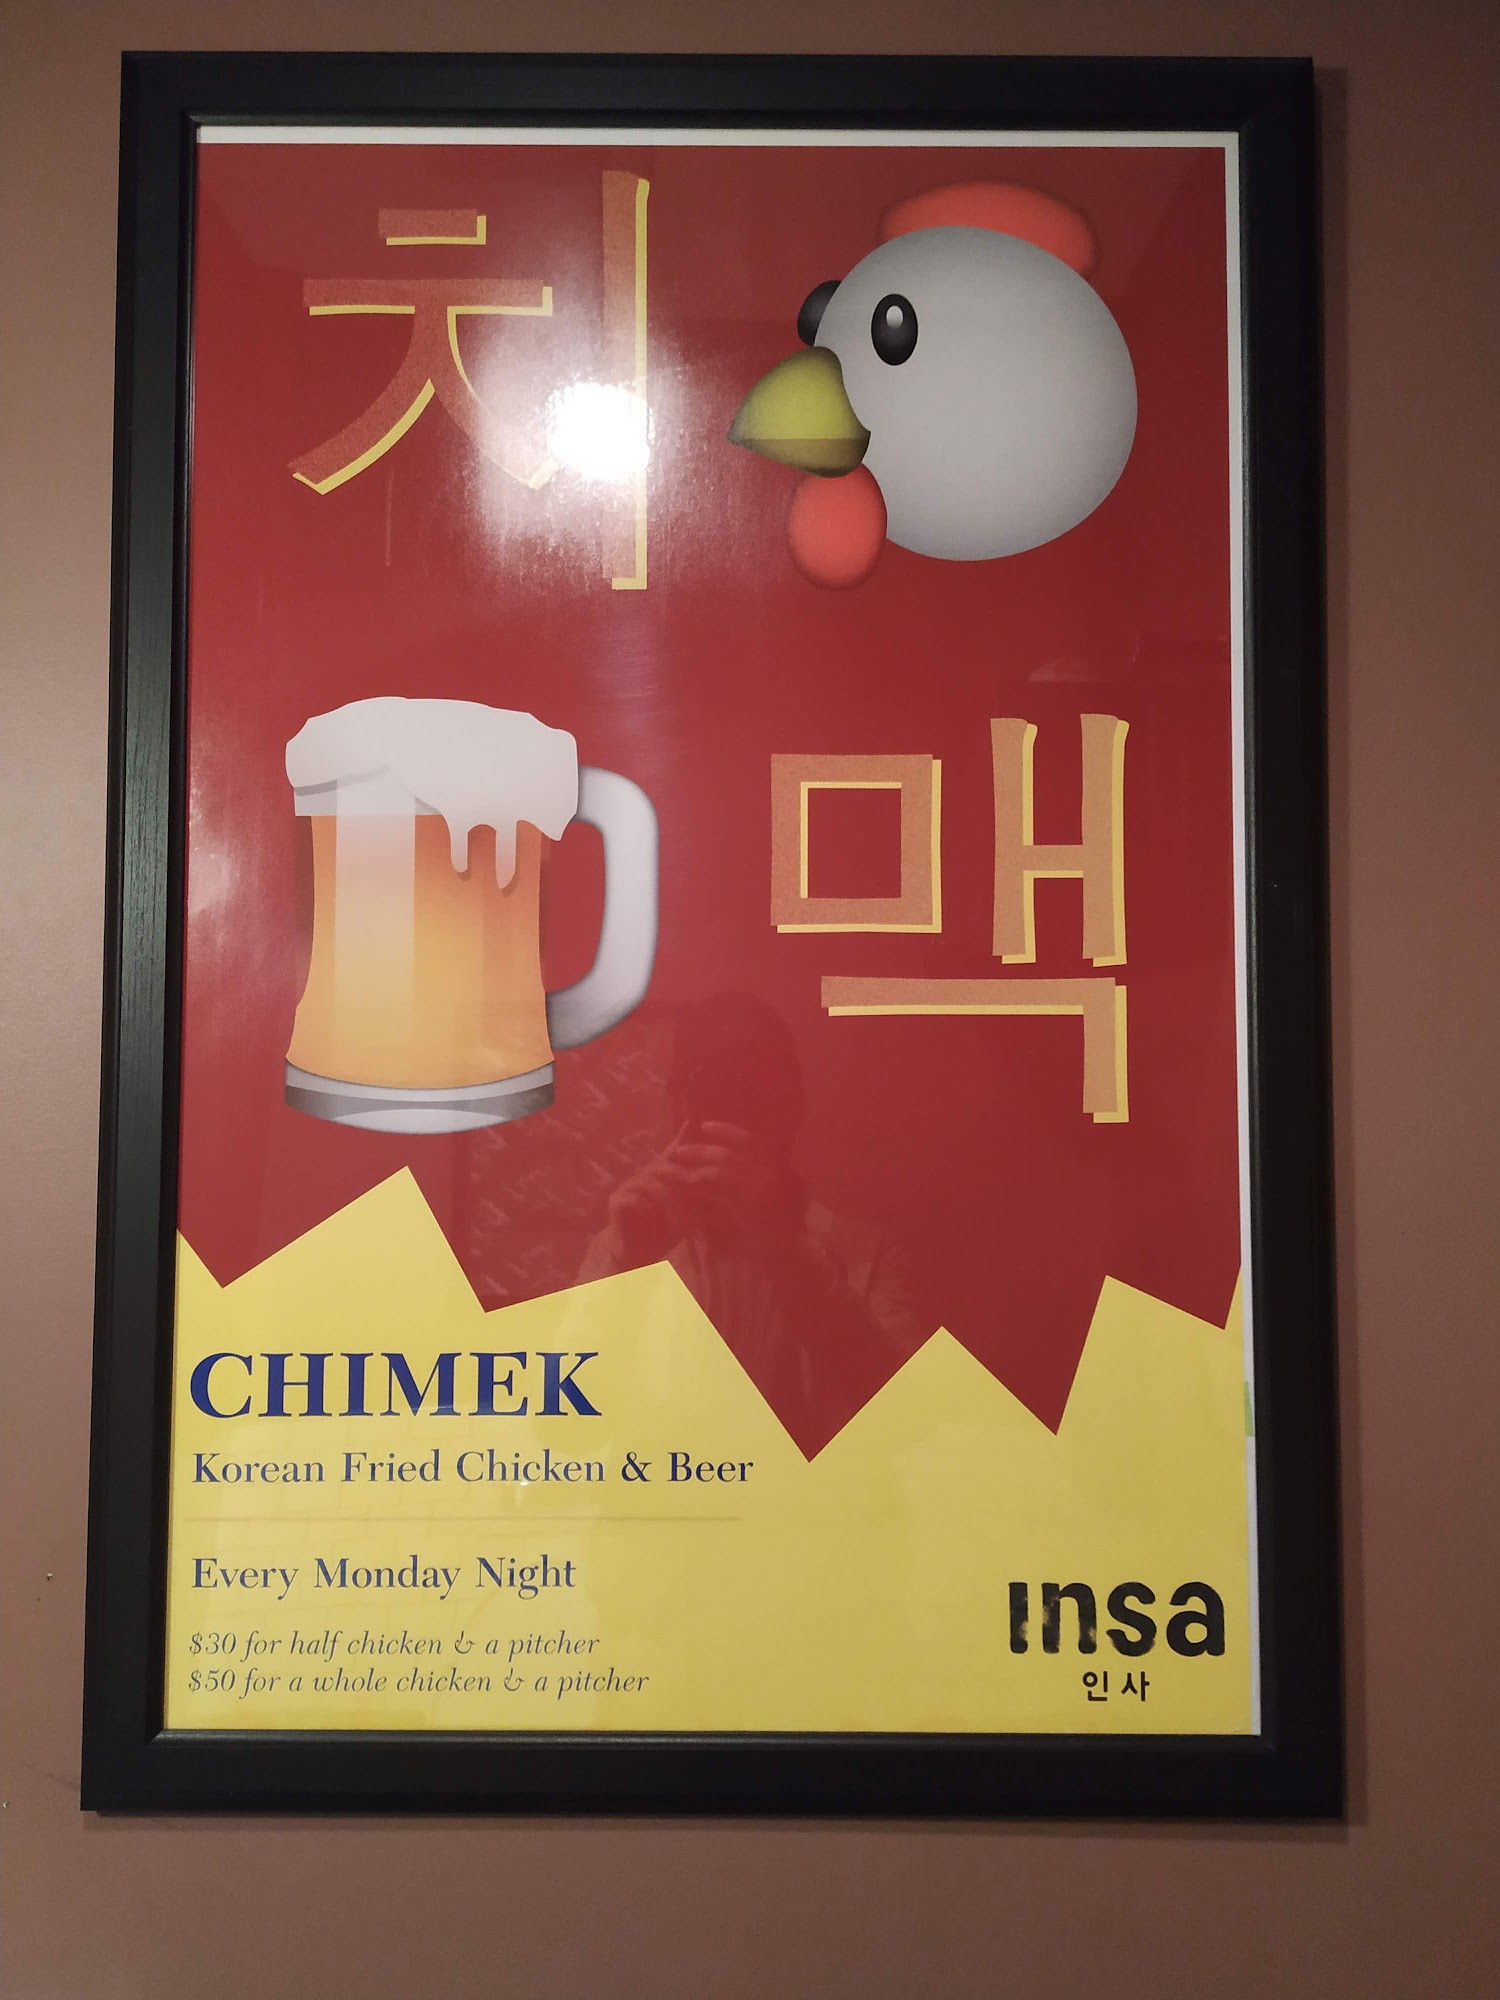 치
맥
CHIMEK
Korean Fried Chicken & Beer
Every Monday Night
$30 for half chicken & a pitcher
$50 for a whole chicken & a pitcher
insa
인사